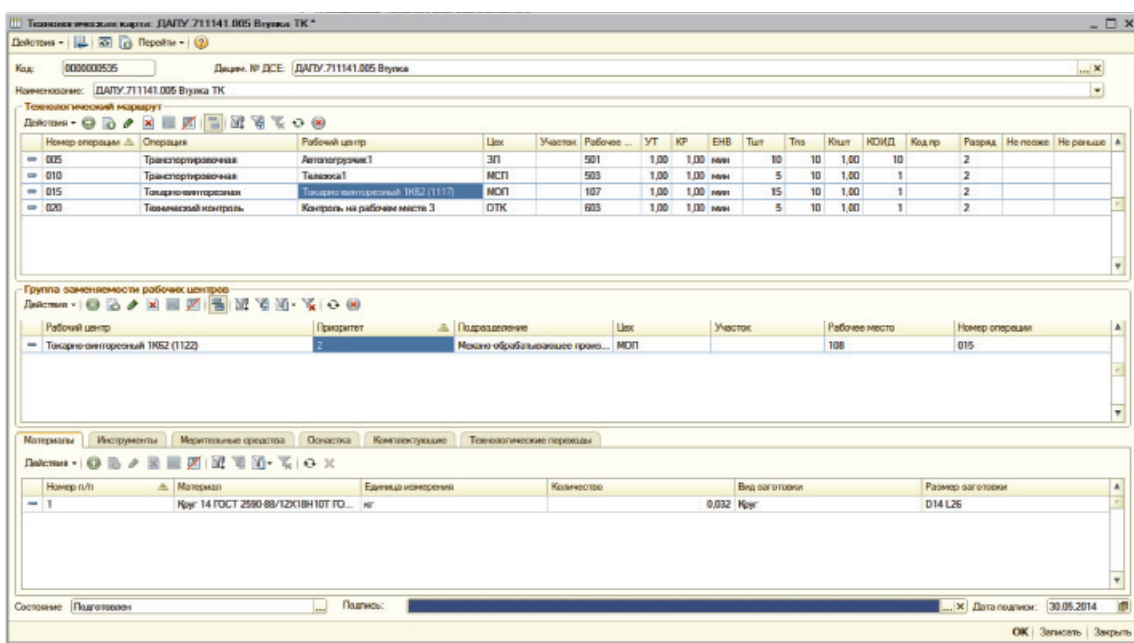 Технологическая карта: ДАПУ.711141.005 Втулка ТК *
Действия Перейти
Код: 0000000535 Децим. № ДСЕ: ДАПУ.711141.005 Втулка
Наименование: ДАПУ.711141.005 Втулка ТК
Технологический маршрут
Действия
Номер операции Операция Рабочий центр Цех Участок Рабочее ... УТ КР ЕНВ Тшт Тпз Кпшт КОИД Код пр Разряд Не позже Не раньше
005 Транспортировочная Автопогрузчик1 ЗП 501 1,00 1,00 мин 10 10 1,00 10 2
010 Транспортировочная Тележка1 МСП 503 1,00 1,00 мин 5 10 1,00 1 2
015 Токарно-винторезная Токарно-винторезный 1К62 (1117) МОП 107 1,00 1,00 мин 15 10 1,00 1 2
020 Технический контроль Контроль на рабочем месте 3 ОТК 603 1,00 1,00 мин 5 10 1,00 1 2
Группа заменяемости рабочих центров
Действия
Рабочий центр Приоритет Подразделение Цех Участок Рабочее место Номер операции
Токарно-винторезный 1К62 (1122) 2 Механо-обрабатывающее произ... МОП 108 015
Материалы Инструменты Мерительные средства Оснастка Комплектующие Технологические переходы
Действия
Номер п/п Материал Единица измерения Количество Вид заготовки Размер заготовки
1 Круг 14 ГОСТ 2590-88/12Х18Н10Т ГО... кг 0,032 Круг D14 L26
Состояние Подготовлен ... Подпись: ... Дата подписи: 30.05.2014
OK Записать Закрыть